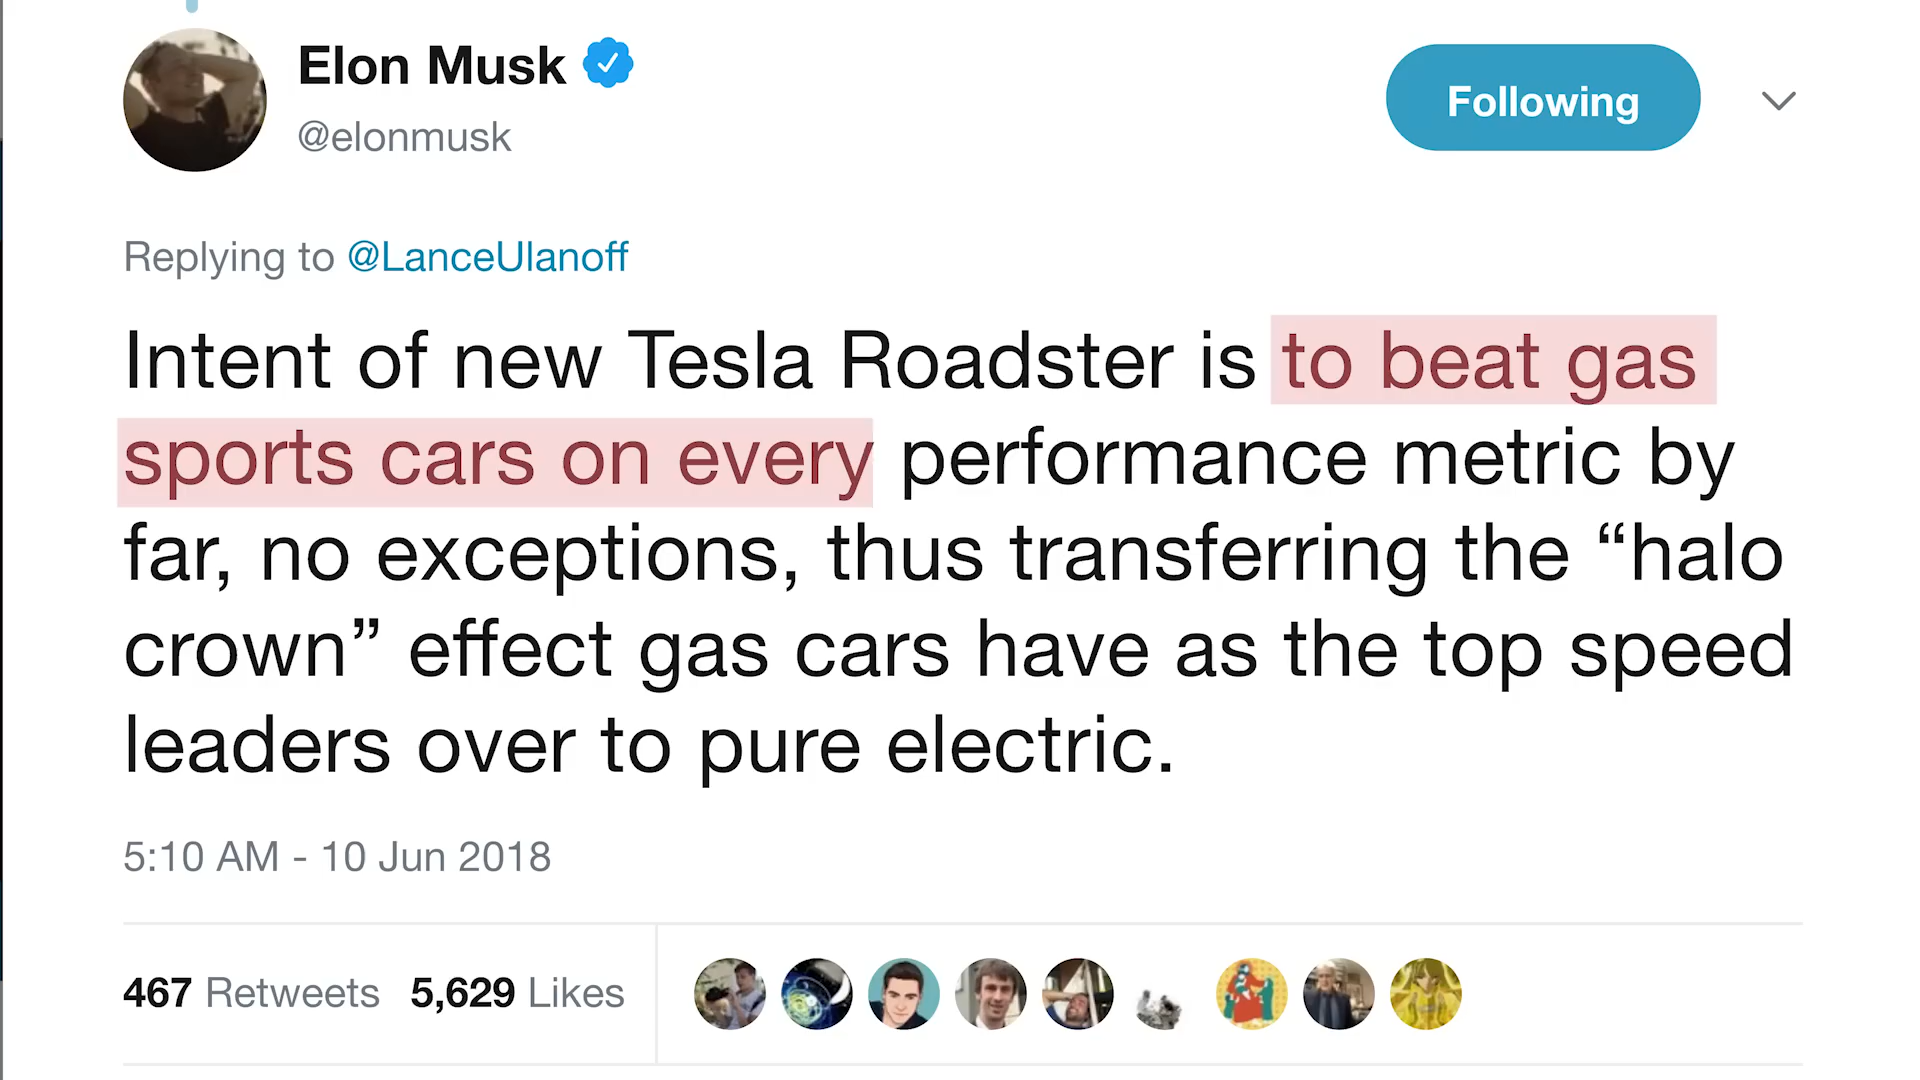 Elon Musk
@elonmusk
Following
Replying to @LanceUlanoff
Intent of new Tesla Roadster is to beat gas
sports cars on every performance metric by
far, no exceptions, thus transferring the “halo
crown” effect gas cars have as the top speed
leaders over to pure electric.
5:10 AM - 10 Jun 2018
467 Retweets 5,629 Likes